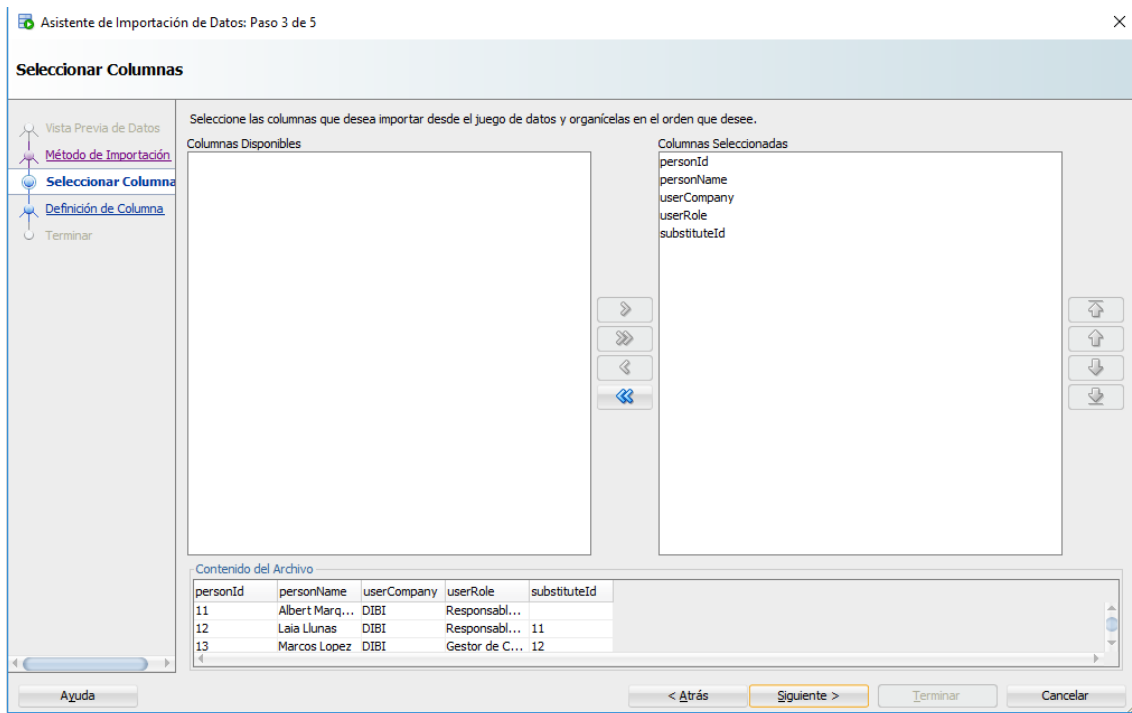 Asistente de Importación de Datos: Paso 3 de 5
Seleccionar Columnas
Vista Previa de Datos
Método de Importación
Seleccionar Columna
Definición de Columna
Terminar
Seleccione las columnas que desea importar desde el juego de datos y organícelas en el orden que desee.
Columnas Disponibles
Columnas Seleccionadas
personId
personName
userCompany
userRole
substituteId
Contenido del Archivo
personId personName userCompany userRole substituteId
11 Albert Marq... DIBI Responsabl...
12 Laia Llunas DIBI Responsabl... 11
13 Marcos Lopez DIBI Gestor de C... 12
Ayuda < Atrás Siguiente > Terminar Cancelar